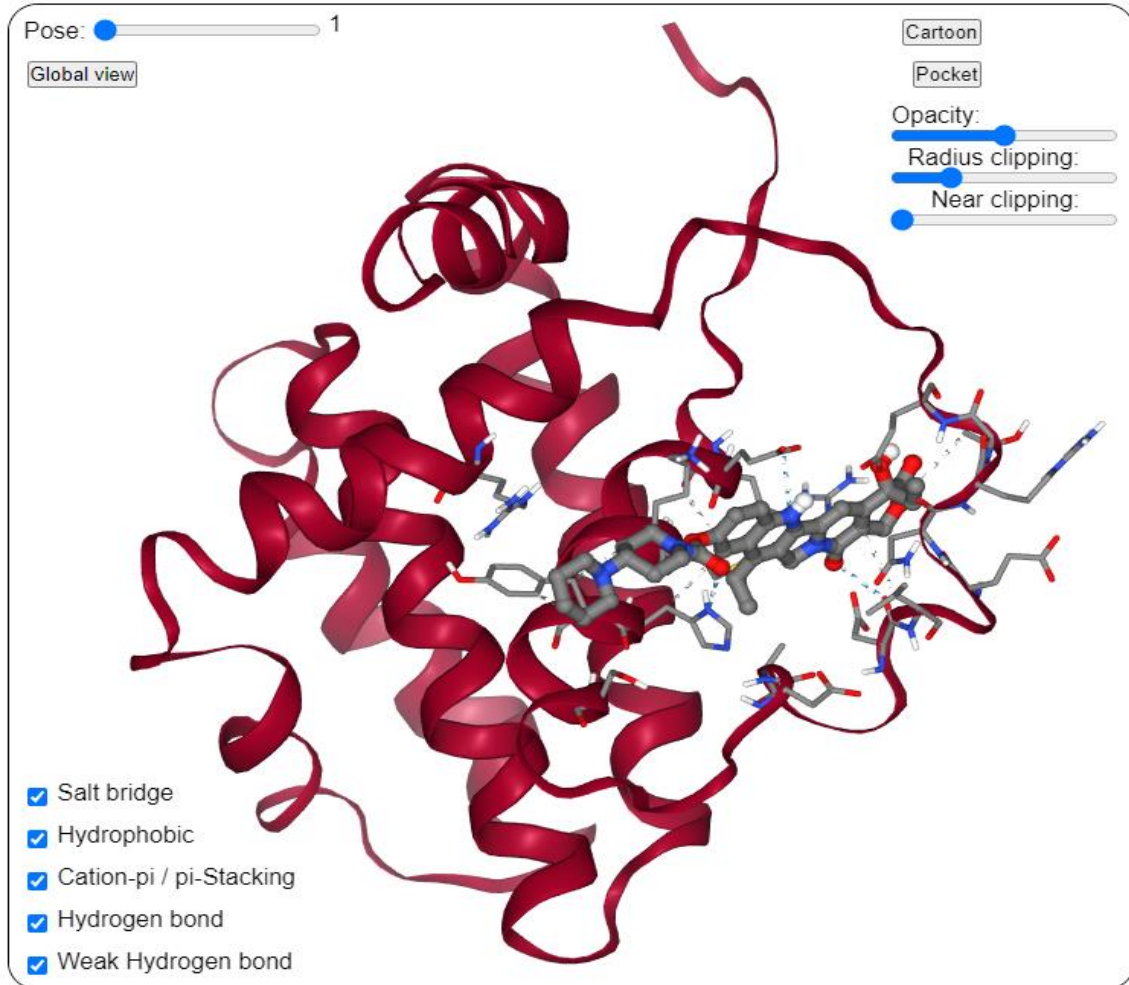 Pose: 1
Global view
Cartoon
Pocket
Opacity:
Radius clipping:
Near clipping:
Salt bridge
Hydrophobic
Cation-pi / pi-Stacking
Hydrogen bond
Weak Hydrogen bond